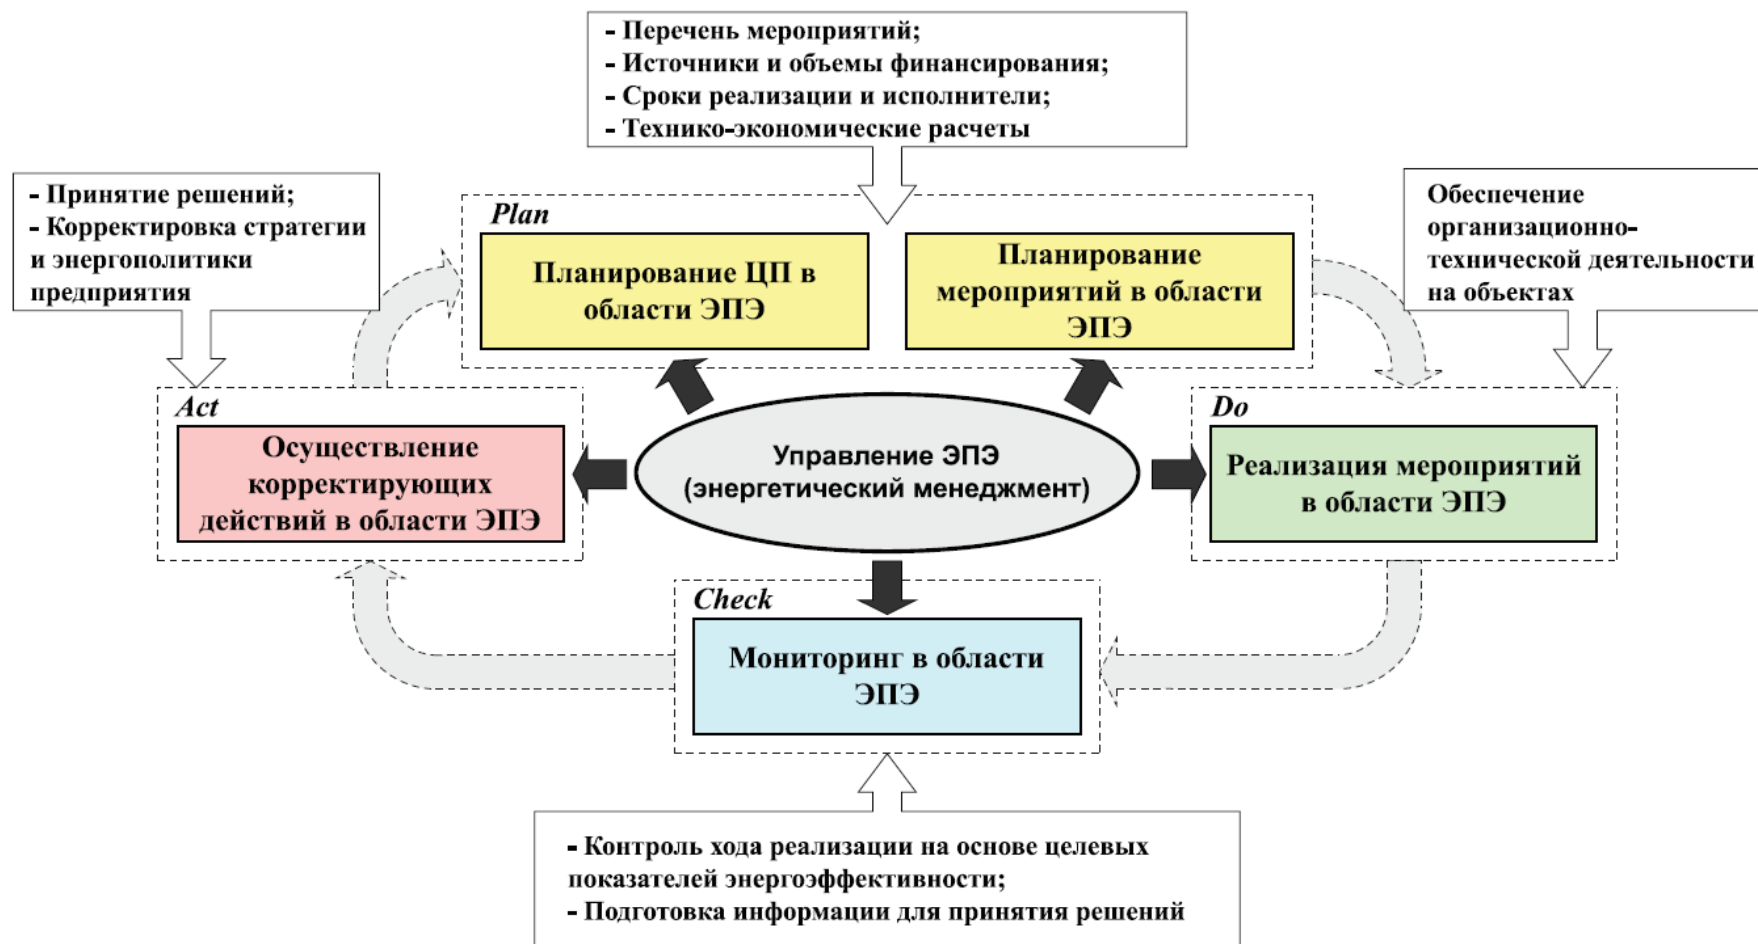 - Перечень мероприятий;
- Источники и объемы финансирования;
- Сроки реализации и исполнители;
- Технико-экономические расчеты
- Принятие решений;
- Корректировка стратегии
и энергополитики
предприятия
Обеспечение
организационно-
технической деятельности
на объектах
Plan
Планирование ЦП в
области ЭПЭ
Планирование
мероприятий в области
ЭПЭ
Act
Осуществление
корректирующих
действий в области ЭПЭ
Управление ЭПЭ
(энергетический менеджмент)
Do
Реализация мероприятий
в области ЭПЭ
Check
Мониторинг в области
ЭПЭ
- Контроль хода реализации на основе целевых
показателей энергоэффективности;
- Подготовка информации для принятия решений